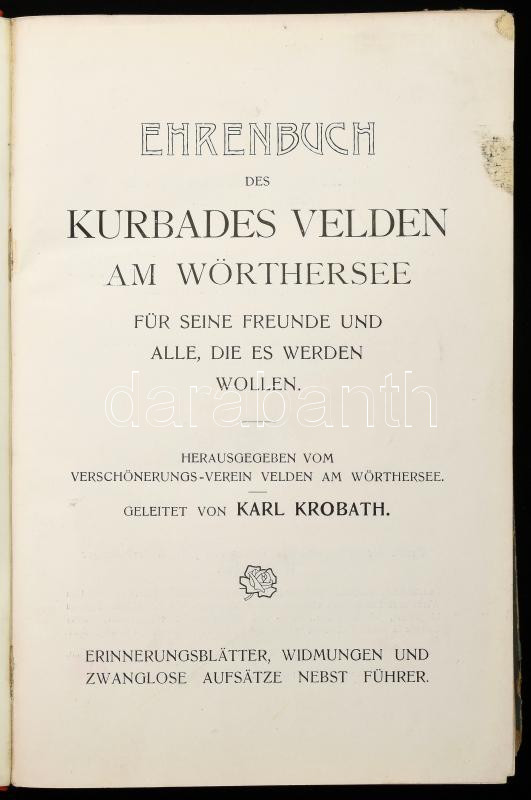 EHRENBUCH
DES
KURBADES VELDEN
AM WÖRTHERSEE
FÜR SEINE FREUNDE UND
ALLE, DIE ES WERDEN
WOLLEN.
darabanth
HERAUSGEGEBEN VOM
VERSCHÖNERUNGS-VEREIN VELDEN AM WÖRTHERSEE.
GELEITET VON KARL KROBATH.
ERINNERUNGSBLÄTTER, WIDMUNGEN UND
ZWANGLOSE AUFSÄTZE NEBST FÜHRER.